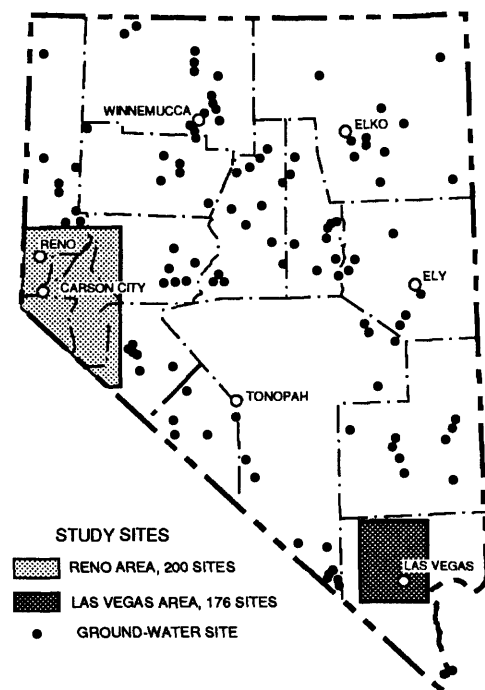 WINNEMUCCA
ELKO
RENO
CARSON CITY
ELY
TONOPAH
STUDY SITES
RENO AREA, 200 SITES
LAS VEGAS
LAS VEGAS AREA, 176 SITES
GROUND-WATER SITE